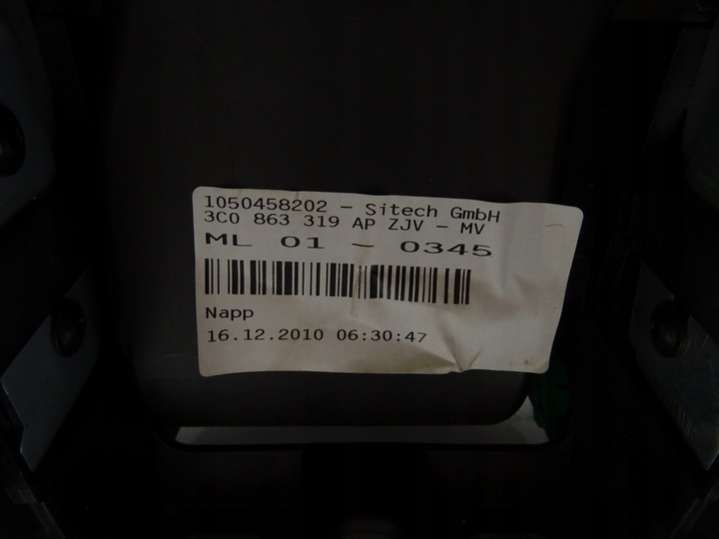 1050458202 - Sitech GmbH
3C0 863 319 AP ZJV - MV
ML 01 - 0345
Napp
16.12.2010 06:30:47